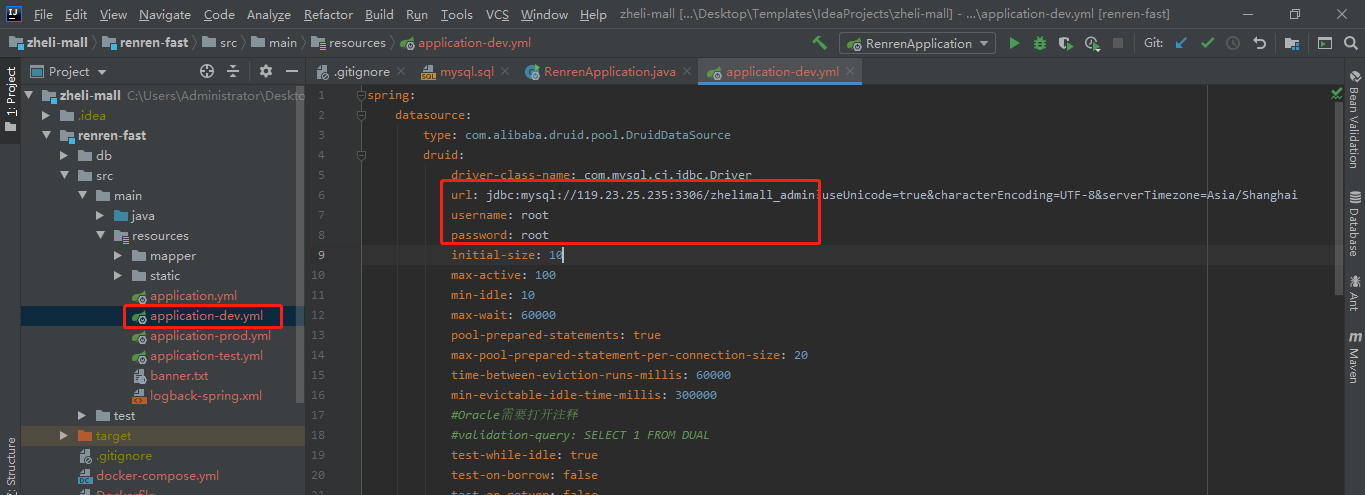 File Edit View Navigate Code Analyze Refactor Build Run Tools VCS Window Help zheli-mall [...\Desktop\Templates\IdeaProjects\zheli-mall] - ...\application-dev.yml [renren-fast]
zheli-mall renren-fast src main resources application-dev.yml RenrenApplication Git:
Project .gitignore mysql.sql RenrenApplication.java application-dev.yml
1: Project
zheli-mall C:\Users\Administrator\Deskto
.idea
renren-fast
db
src
main
java
resources
mapper
static
application.yml
application-dev.yml
application-prod.yml
application-test.yml
banner.txt
logback-spring.xml
test
target
.gitignore
docker-compose.yml
Dockerfile
Structure
1 spring:
2 datasource:
3 type: com.alibaba.druid.pool.DruidDataSource
4 druid:
5 driver-class-name: com.mysql.cj.jdbc.Driver
6 url: jdbc:mysql://119.23.25.235:3306/zhelimall_admin?useUnicode=true&characterEncoding=UTF-8&serverTimezone=Asia/Shanghai
7 username: root
8 password: root
9 initial-size: 10
10 max-active: 100
11 min-idle: 10
12 max-wait: 60000
13 pool-prepared-statements: true
14 max-pool-prepared-statement-per-connection-size: 20
15 time-between-eviction-runs-millis: 60000
16 min-evictable-idle-time-millis: 300000
17 #Oracle需要打开注释
18 #validation-query: SELECT 1 FROM DUAL
19 test-while-idle: true
20 test-on-borrow: false
21 test-on-return: false
Bean Validation
Database
Ant
Maven